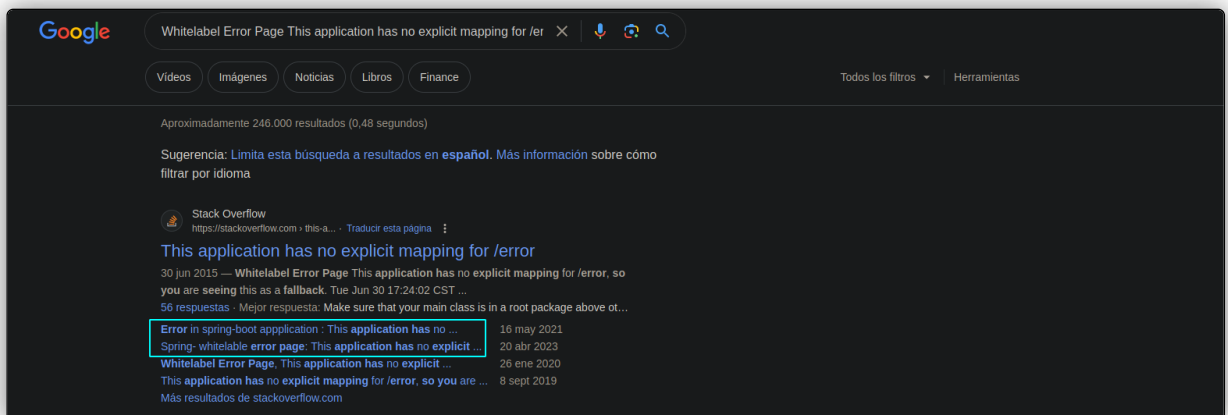 Google
Whitelabel Error Page This application has no explicit mapping for /er
Vídeos
Imágenes
Noticias
Libros
Finance
Todos los filtros
Herramientas
Aproximadamente 246.000 resultados (0,48 segundos)
Sugerencia: Limita esta búsqueda a resultados en español. Más información sobre cómo
filtrar por idioma
Stack Overflow
https://stackoverflow.com › this-a... · Traducir esta página
This application has no explicit mapping for /error
30 jun 2015 — Whitelabel Error Page This application has no explicit mapping for /error, so
you are seeing this as a fallback. Tue Jun 30 17:24:02 CST ...
56 respuestas · Mejor respuesta: Make sure that your main class is in a root package above ot...
Error in spring-boot appplication : This application has no ... 16 may 2021
Spring- whitelable error page: This application has no explicit ... 20 abr 2023
Whitelabel Error Page, This application has no explicit ... 26 ene 2020
This application has no explicit mapping for /error, so you are ... 8 sept 2019
Más resultados de stackoverflow.com